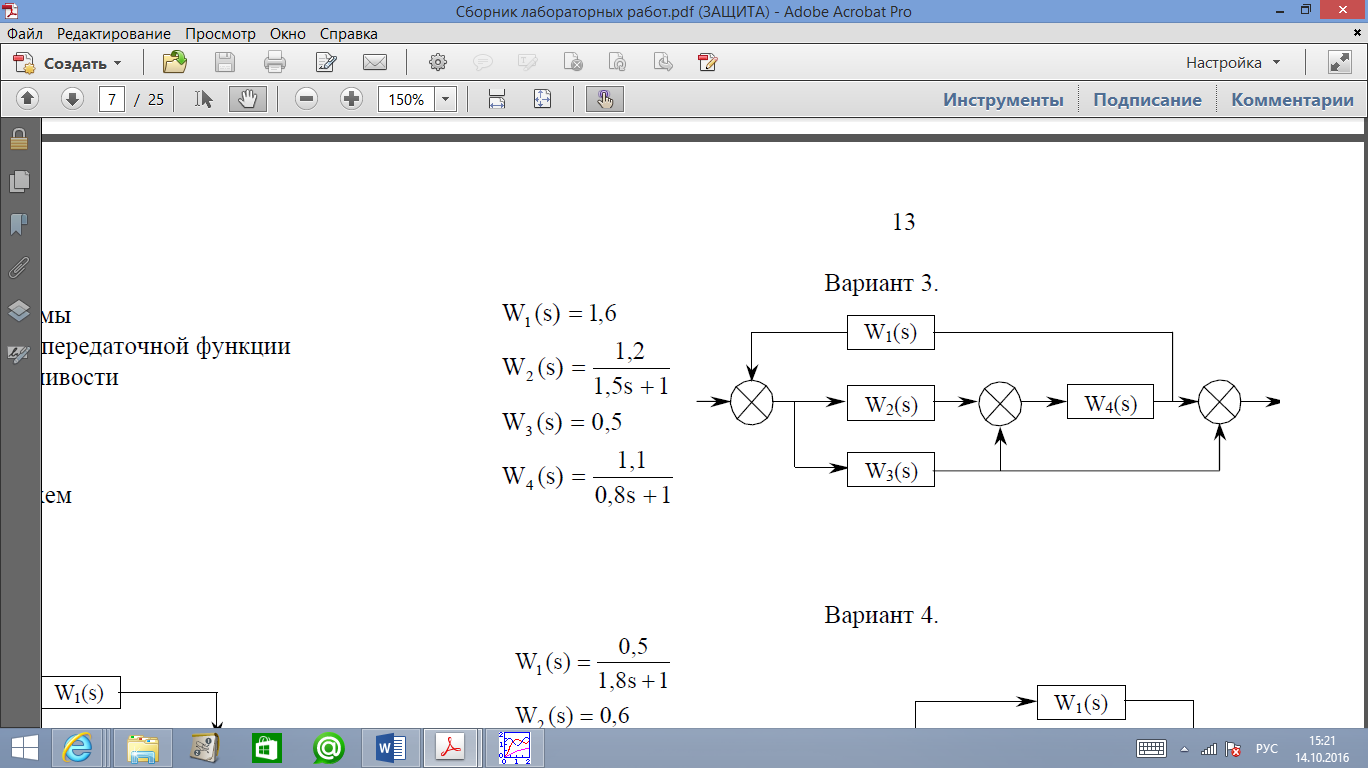 Сборник лабораторных работ.pdf (ЗАЩИТА) - Adobe Acrobat Pro
Файл Редактирование Просмотр Окно Справка
Создать
Настройка
7 / 25
150%
Инструменты Подписание Комментарии
13
Вариант 3.
мы
передаточной функции
ивости
ем
W₁(s) = 1,6
W₂(s) = 1,2 / (1,5s + 1)
W₃(s) = 0,5
W₄(s) = 1,1 / (0,8s + 1)
W₁(s)
W₂(s)
W₄(s)
W₃(s)
Вариант 4.
W₁(s) = 0,5 / (1,8s + 1)
W₂(s) = 0,6
W₁(s)
W₁(s)
РУС
15:21
14.10.2016